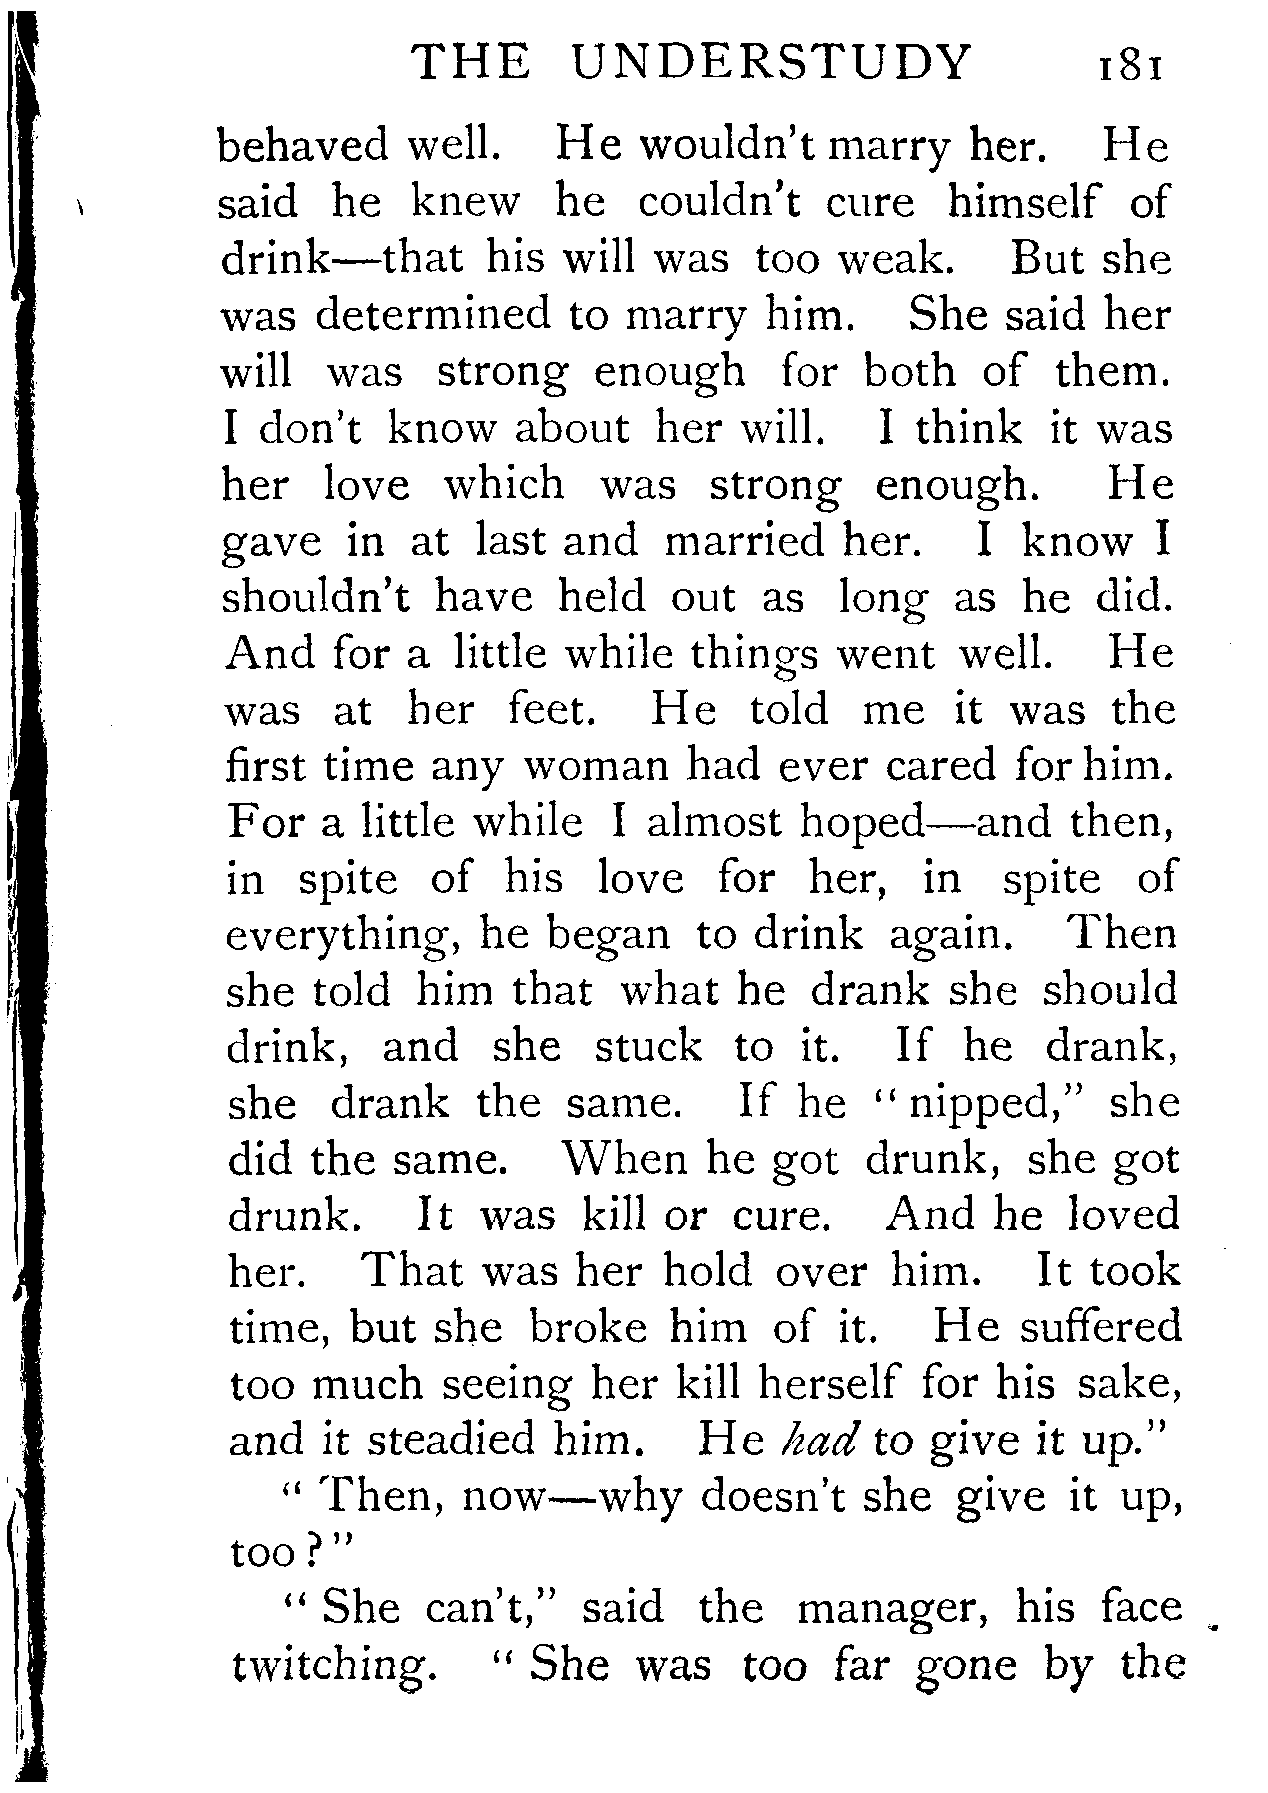 THE UNDERSTUDY 181
behaved well. He wouldn't marry her. He
said he knew he couldn't cure himself of
drink—that his will was too weak. But she
was determined to marry him. She said her
will was strong enough for both of them.
I don't know about her will. I think it was
her love which was strong enough. He
gave in at last and married her. I know I
shouldn't have held out as long as he did.
And for a little while things went well. He
was at her feet. He told me it was the
first time any woman had ever cared for him.
For a little while I almost hoped—and then,
in spite of his love for her, in spite of
everything, he began to drink again. Then
she told him that what he drank she should
drink, and she stuck to it. If he drank,
she drank the same. If he "nipped," she
did the same. When he got drunk, she got
drunk. It was kill or cure. And he loved
her. That was her hold over him. It took
time, but she broke him of it. He suffered
too much seeing her kill herself for his sake,
and it steadied him. He had to give it up."
"Then, now—why doesn't she give it up,
too?"
"She can't," said the manager, his face
twitching. "She was too far gone by the